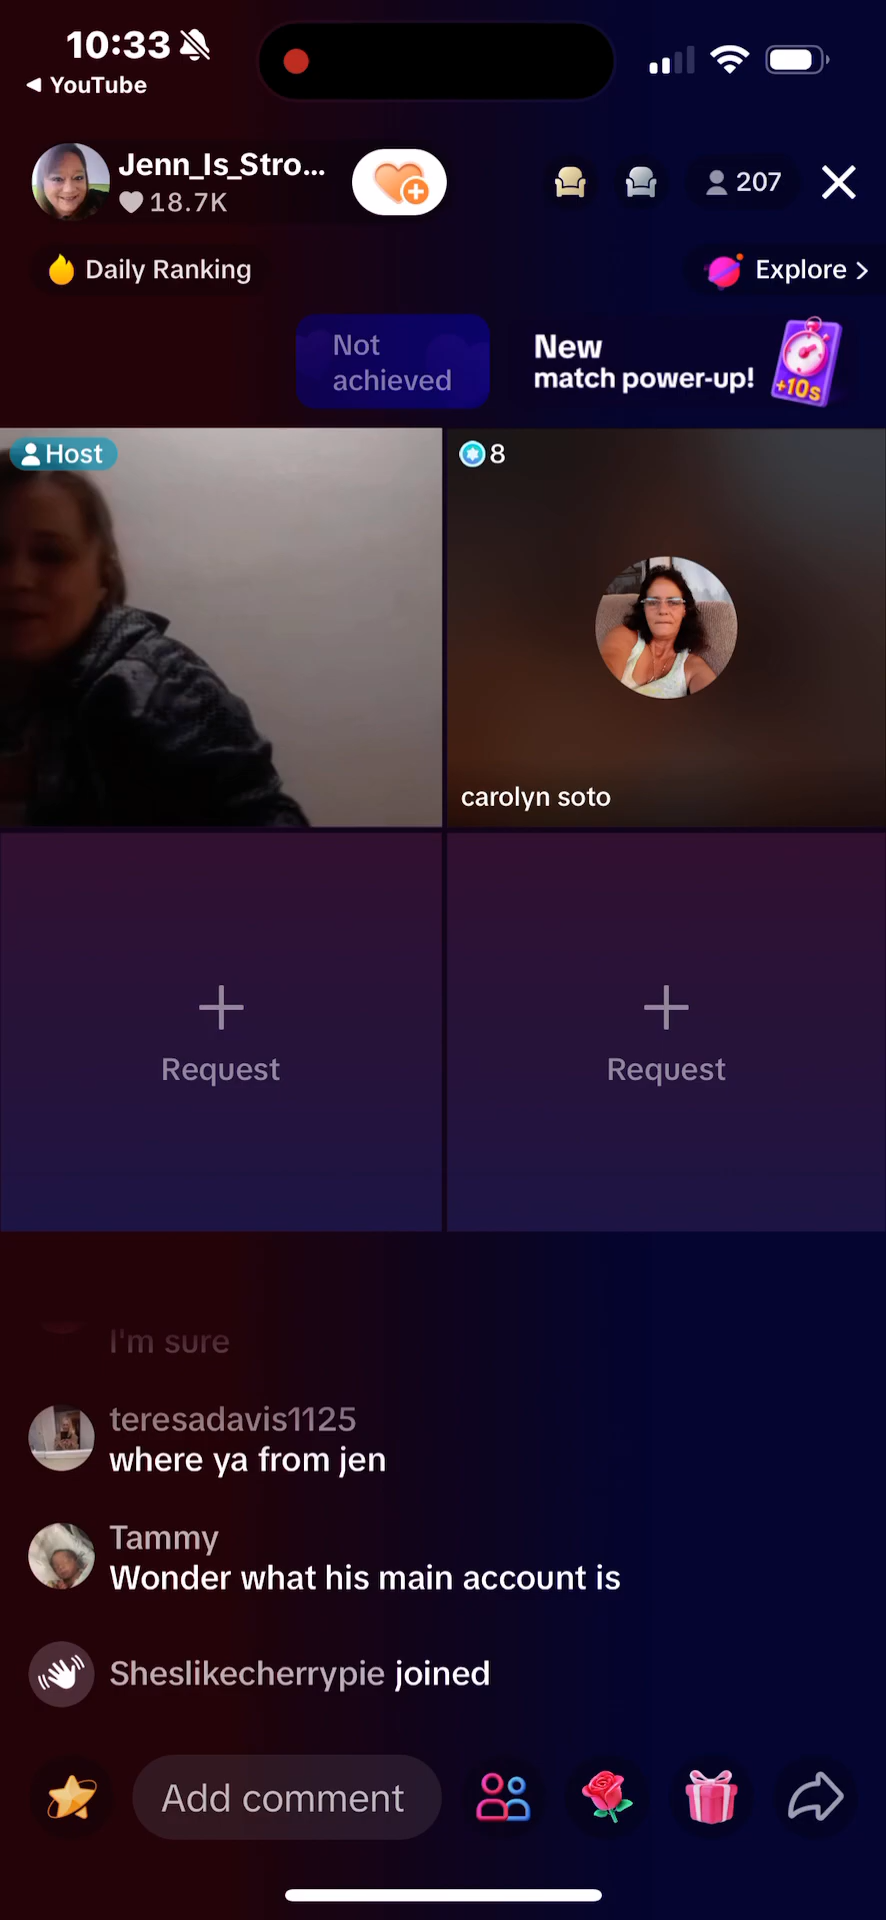 10:33
YouTube
Jenn_Is_Stro...
18.7K
207
Daily Ranking
Explore
Not
achieved
New
match power-up!
+10s
Host
8
carolyn soto
Request
Request
I'm sure
teresadavis1125
where ya from jen
Tammy
Wonder what his main account is
Sheslikecherrypie joined
Add comment